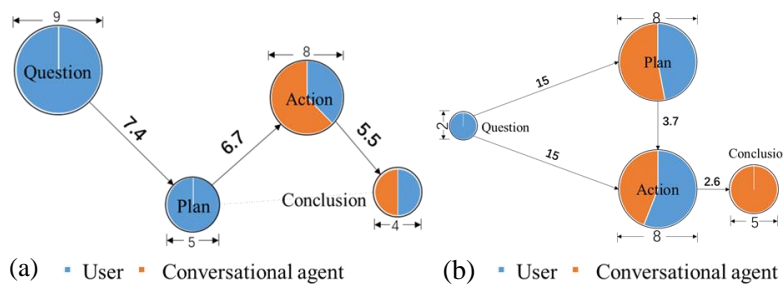 9
Question
7.4
Plan
5
6.7
8
Action
5.5
Conclusion
4
(a)
User
Conversational agent
8
Plan
15
2
Question
3.7
15
Action
8
2.6
Conclusio
5
(b)
User
Conversational agent